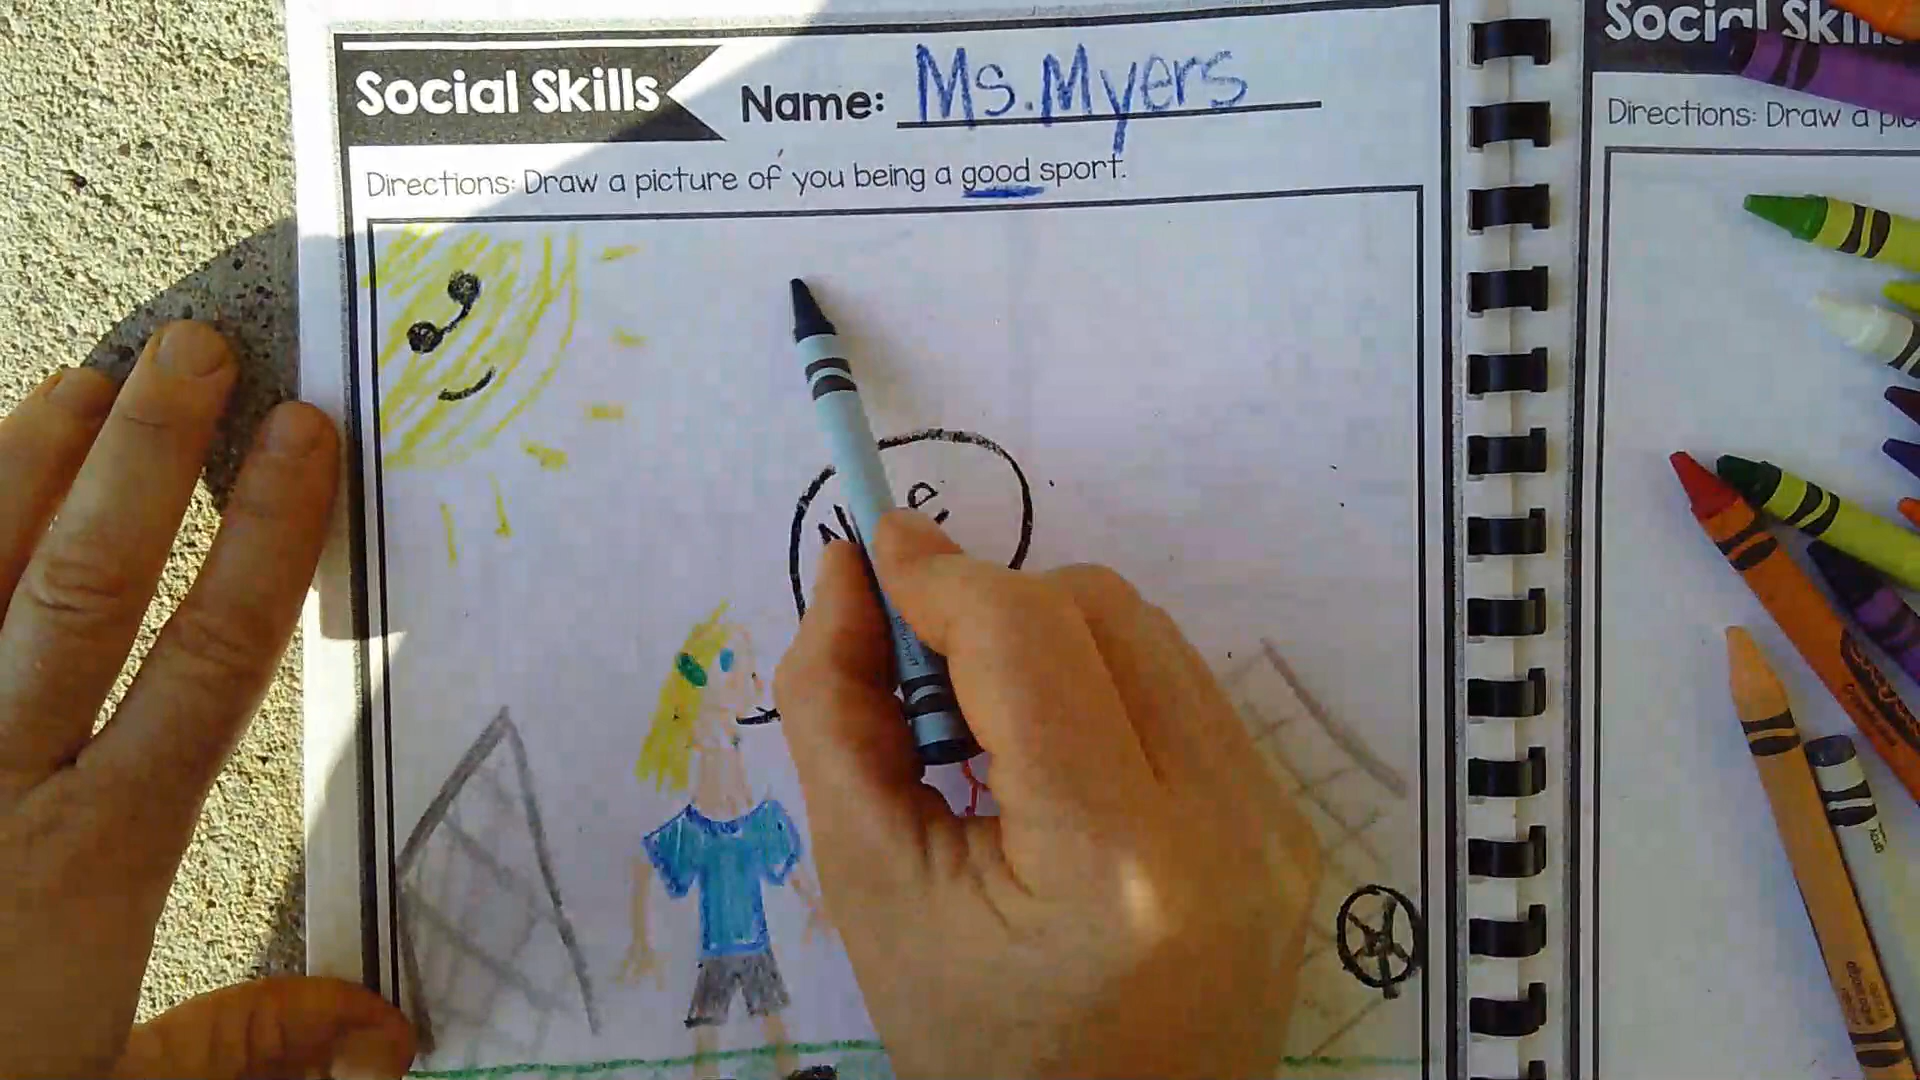 Social Skills
Name: Ms. Myers
Directions: Draw a picture of you being a good sport.
Social Skills
Directions: Draw a